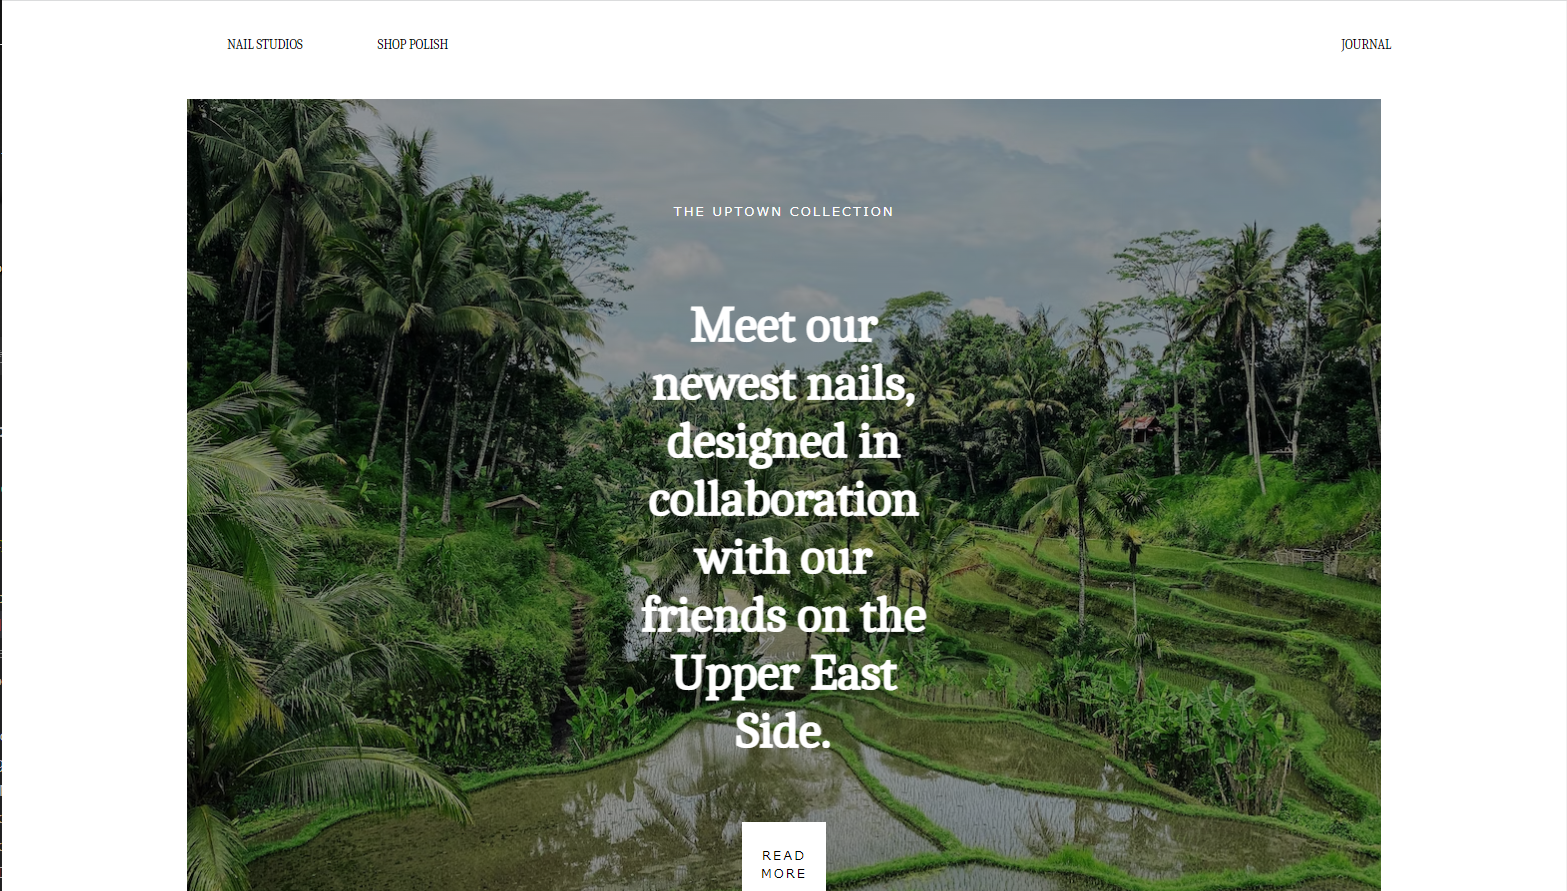 NAIL STUDIOS SHOP POLISH JOURNAL
THE UPTOWN COLLECTION
Meet our
newest nails,
designed in
collaboration
with our
friends on the
Upper East
Side.
READ
MORE